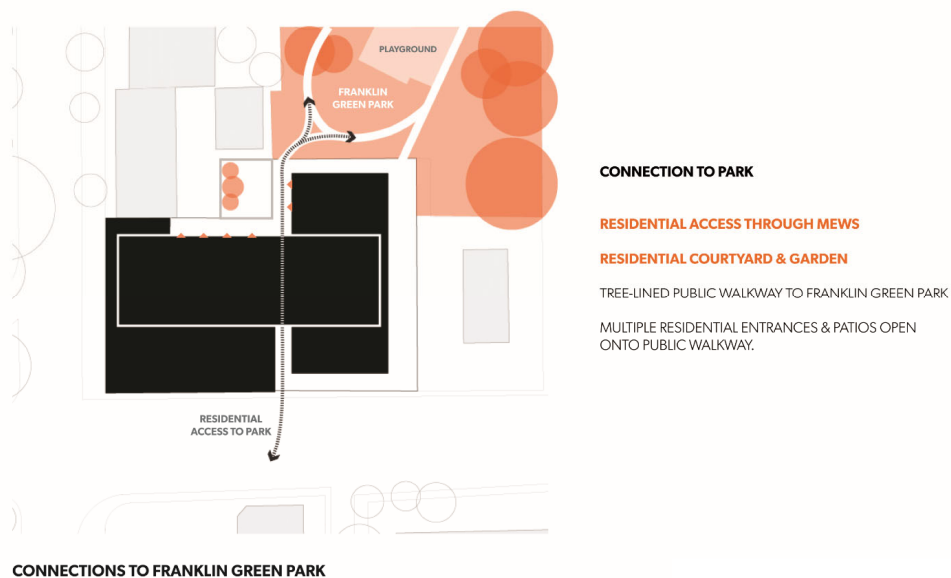 PLAYGROUND
FRANKLIN
GREEN PARK
RESIDENTIAL
ACCESS TO PARK
CONNECTION TO PARK
RESIDENTIAL ACCESS THROUGH MEWS
RESIDENTIAL COURTYARD & GARDEN
TREE-LINED PUBLIC WALKWAY TO FRANKLIN GREEN PARK
MULTIPLE RESIDENTIAL ENTRANCES & PATIOS OPEN
ONTO PUBLIC WALKWAY.
CONNECTIONS TO FRANKLIN GREEN PARK